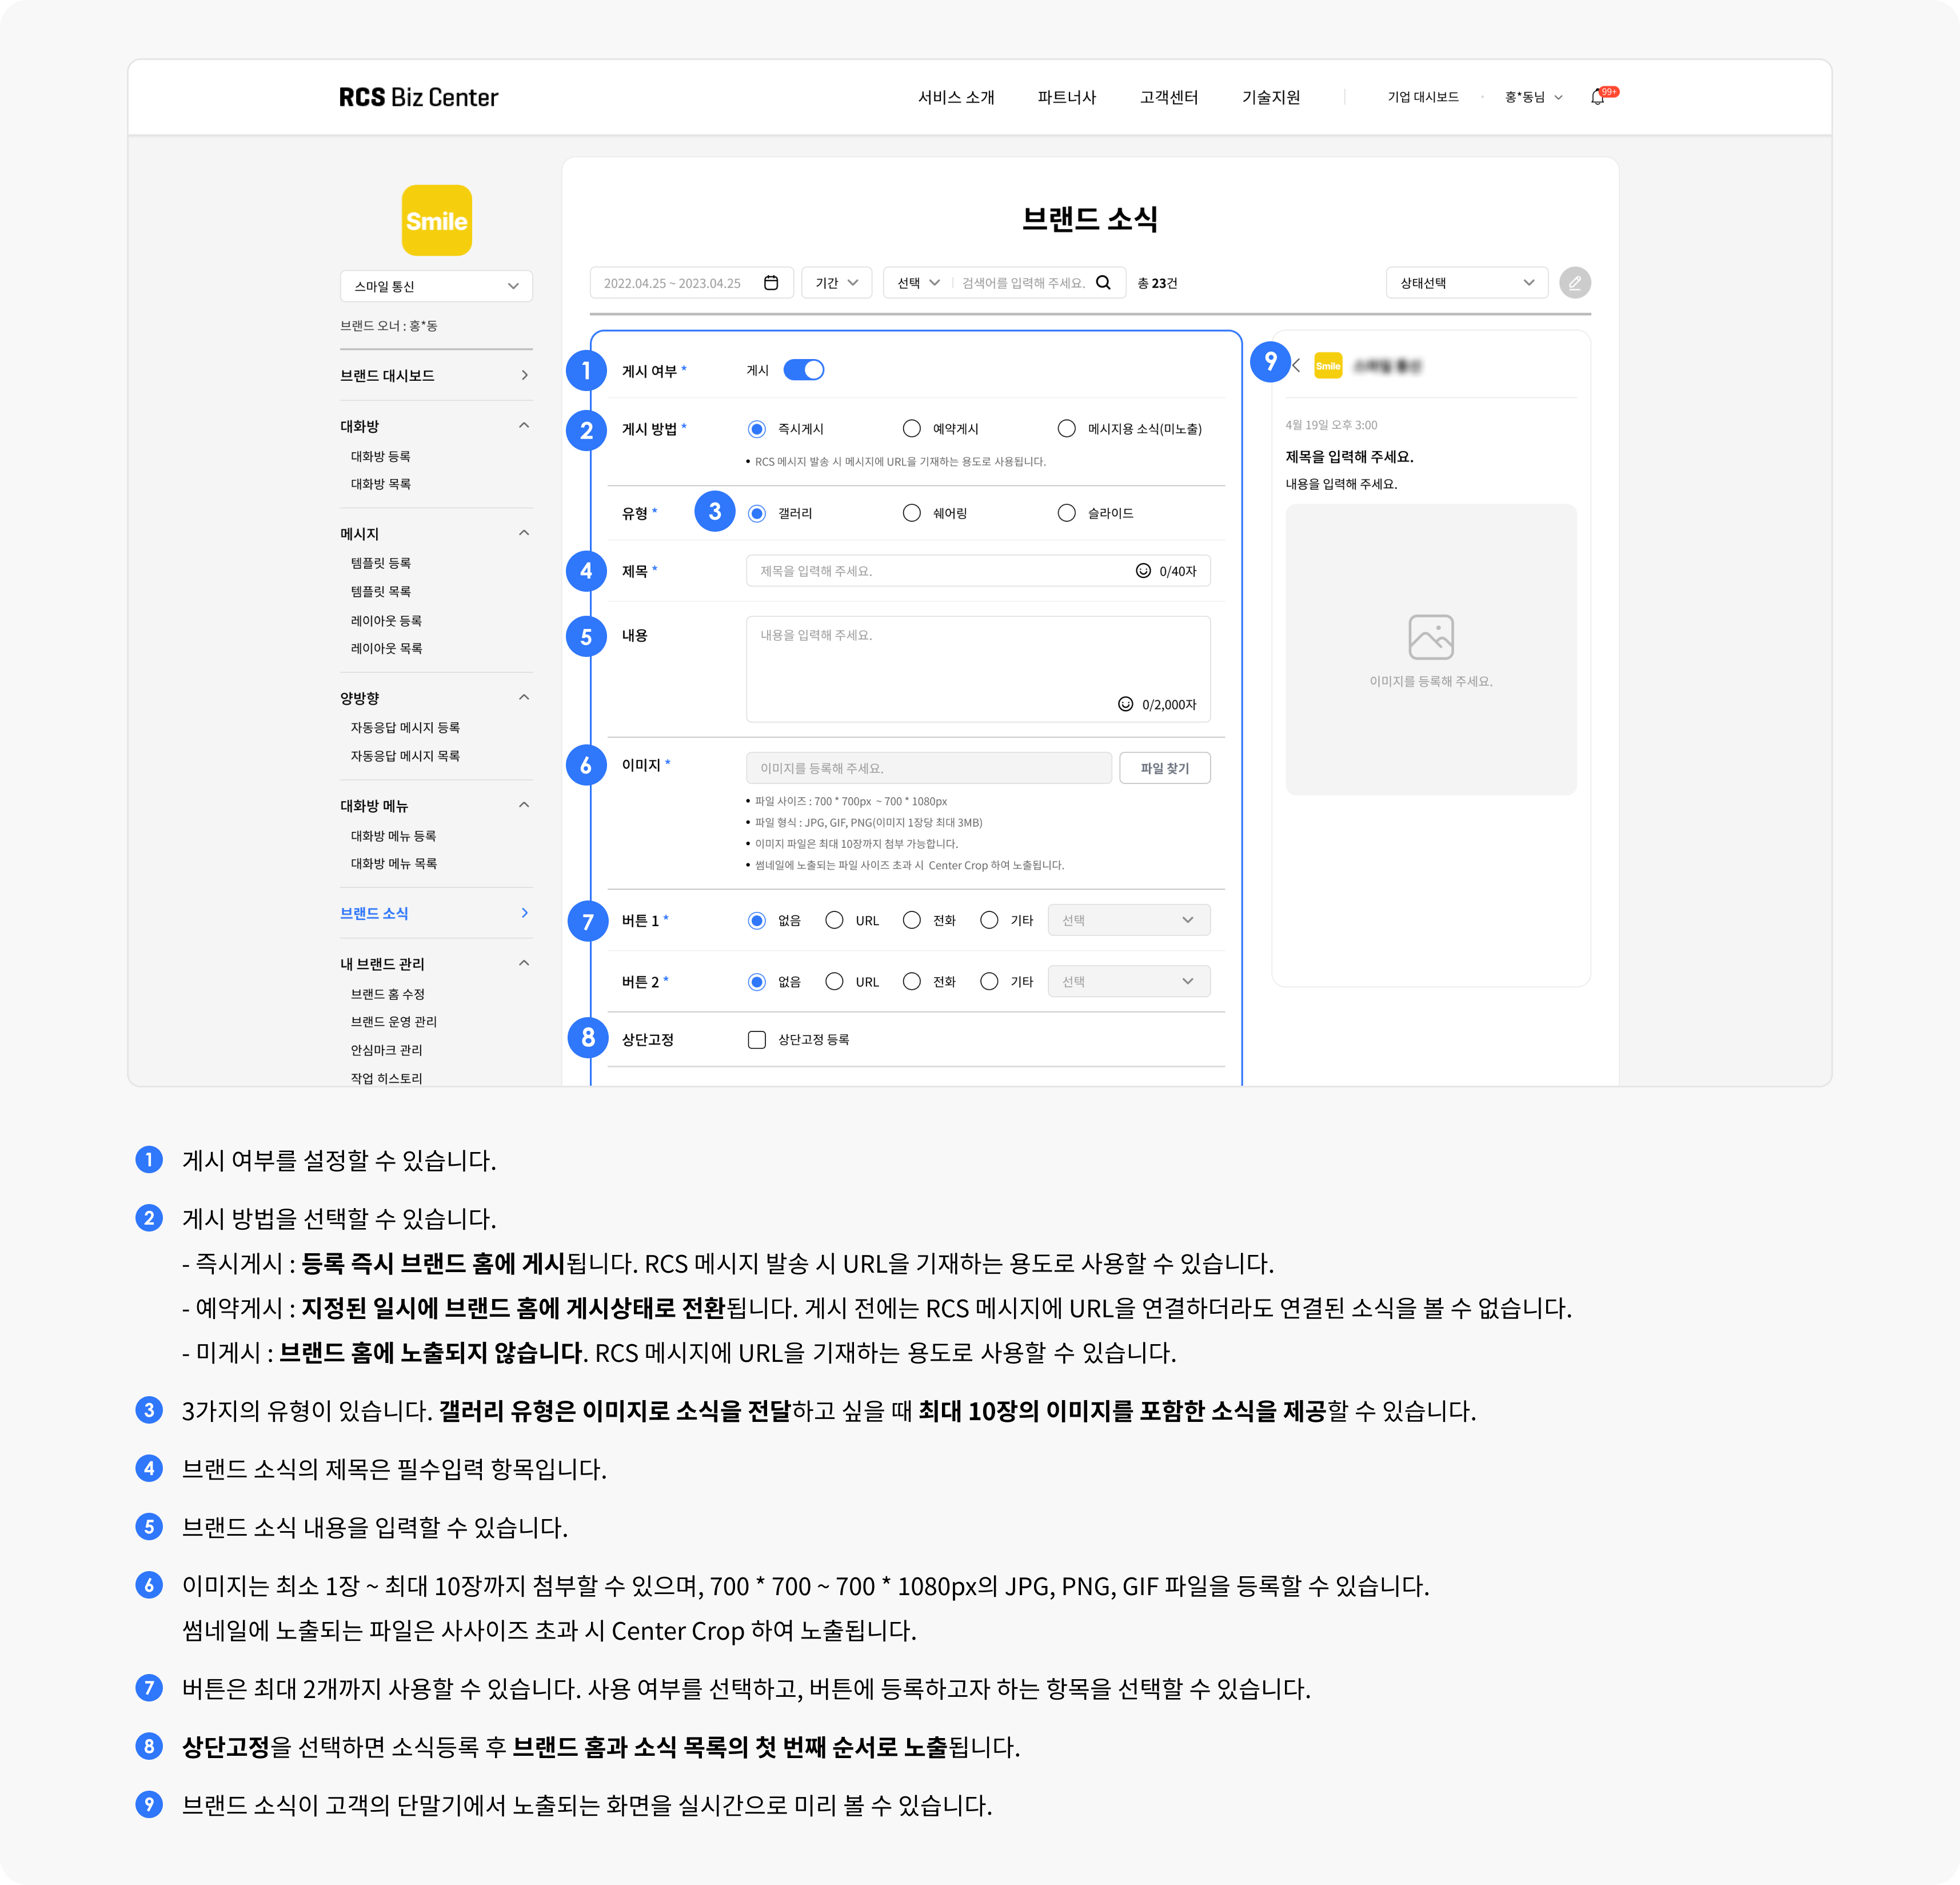 RCS Biz Center
서비스 소개 파트너사 고객센터 기술지원 기업 대시보드 홍*동님 99+
Smile
스마일 통신
브랜드 오너 : 홍*동
브랜드 대시보드
대화방
대화방 등록
대화방 목록
메시지
템플릿 등록
템플릿 목록
레이아웃 등록
레이아웃 목록
양방향
자동응답 메시지 등록
자동응답 메시지 목록
대화방 메뉴
대화방 메뉴 등록
대화방 메뉴 목록
브랜드 소식
내 브랜드 관리
브랜드 홈 수정
브랜드 운영 관리
안심마크 관리
작업 히스토리
브랜드 소식
2022.04.25 ~ 2023.04.25 기간 선택 검색어를 입력해 주세요. 총 23건 상태선택
1 게시 여부 * 게시
2 게시 방법 * 즉시게시 예약게시 메시지용 소식(미노출)
• RCS 메시지 발송 시 메시지에 URL을 기재하는 용도로 사용됩니다.
유형 * 3 갤러리 쉐어링 슬라이드
4 제목 * 제목을 입력해 주세요. 0/40자
5 내용 내용을 입력해 주세요.
0/2,000자
6 이미지 * 이미지를 등록해 주세요. 파일 찾기
• 파일 사이즈 : 700 * 700px ~ 700 * 1080px
• 파일 형식 : JPG, GIF, PNG(이미지 1장당 최대 3MB)
• 이미지 파일은 최대 10장까지 첨부 가능합니다.
• 썸네일에 노출되는 파일 사이즈 초과 시 Center Crop 하여 노출됩니다.
7 버튼 1 * 없음 URL 전화 기타 선택
버튼 2 * 없음 URL 전화 기타 선택
8 상단고정 상단고정 등록
9 Smile
4월 19일 오후 3:00
제목을 입력해 주세요.
내용을 입력해 주세요.
이미지를 등록해 주세요.
1 게시 여부를 설정할 수 있습니다.
2 게시 방법을 선택할 수 있습니다.
- 즉시게시 : 등록 즉시 브랜드 홈에 게시됩니다. RCS 메시지 발송 시 URL을 기재하는 용도로 사용할 수 있습니다.
- 예약게시 : 지정된 일시에 브랜드 홈에 게시상태로 전환됩니다. 게시 전에는 RCS 메시지에 URL을 연결하더라도 연결된 소식을 볼 수 없습니다.
- 미게시 : 브랜드 홈에 노출되지 않습니다. RCS 메시지에 URL을 기재하는 용도로 사용할 수 있습니다.
3 3가지의 유형이 있습니다. 갤러리 유형은 이미지로 소식을 전달하고 싶을 때 최대 10장의 이미지를 포함한 소식을 제공할 수 있습니다.
4 브랜드 소식의 제목은 필수입력 항목입니다.
5 브랜드 소식 내용을 입력할 수 있습니다.
6 이미지는 최소 1장 ~ 최대 10장까지 첨부할 수 있으며, 700 * 700 ~ 700 * 1080px의 JPG, PNG, GIF 파일을 등록할 수 있습니다.
썸네일에 노출되는 파일은 사사이즈 초과 시 Center Crop 하여 노출됩니다.
7 버튼은 최대 2개까지 사용할 수 있습니다. 사용 여부를 선택하고, 버튼에 등록하고자 하는 항목을 선택할 수 있습니다.
8 상단고정을 선택하면 소식등록 후 브랜드 홈과 소식 목록의 첫 번째 순서로 노출됩니다.
9 브랜드 소식이 고객의 단말기에서 노출되는 화면을 실시간으로 미리 볼 수 있습니다.